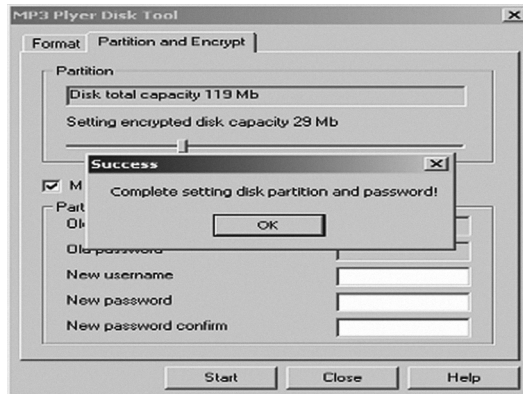 MP3 Plyer Disk Tool
Format Partition and Encrypt
Partition
Disk total capacity 119 Mb
Setting encrypted disk capacity 29 Mb
Success
Complete setting disk partition and password!
OK
Old password
New username
New password
New password confirm
Start Close Help